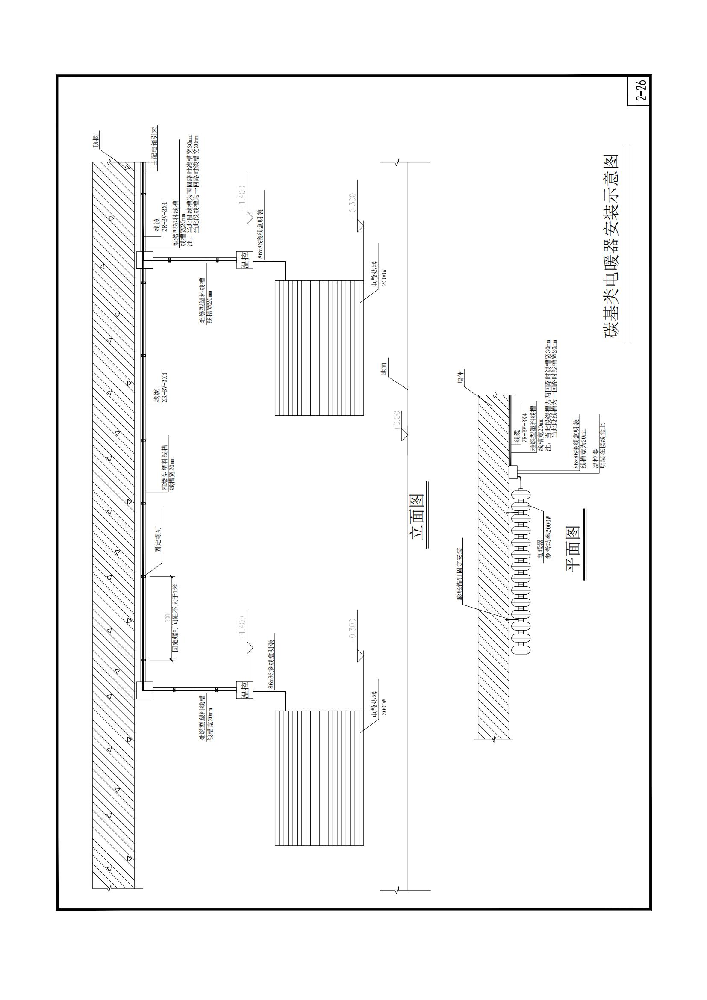 顶板
由配电箱引来
线缆
ZR-BV-3X4
难燃型塑料线槽
线槽宽20mm
注：当此段线槽为两回路时线槽宽30mm
当此段线槽为一回路时线槽宽20mm
线缆
ZR-BV-3X4
难燃型塑料线槽
线槽宽20mm
固定螺钉
500
固定螺钉间距不大于1米
难燃型塑料线槽
线槽宽20mm
难燃型塑料线槽
线槽宽20mm
+1.400
+1.400
温控
温控
86x86接线盒明装
86x86接线盒明装
+0.300
+0.300
电散热器
2000W
电散热器
2000W
地面
+0.00
立面图
墙体
膨胀锚钉固定安装
线缆
ZR-BV-3X4
难燃型塑料线槽
线槽宽20mm
注：当此段线槽为两回路时线槽宽30mm
当此段线槽为一回路时线槽宽20mm
电暖器
参考功率2000W
86x86接线盒明装
线槽宽为20mm
温控器
明装在接线盒上
平面图
碳基类电暖器安装示意图
2-26